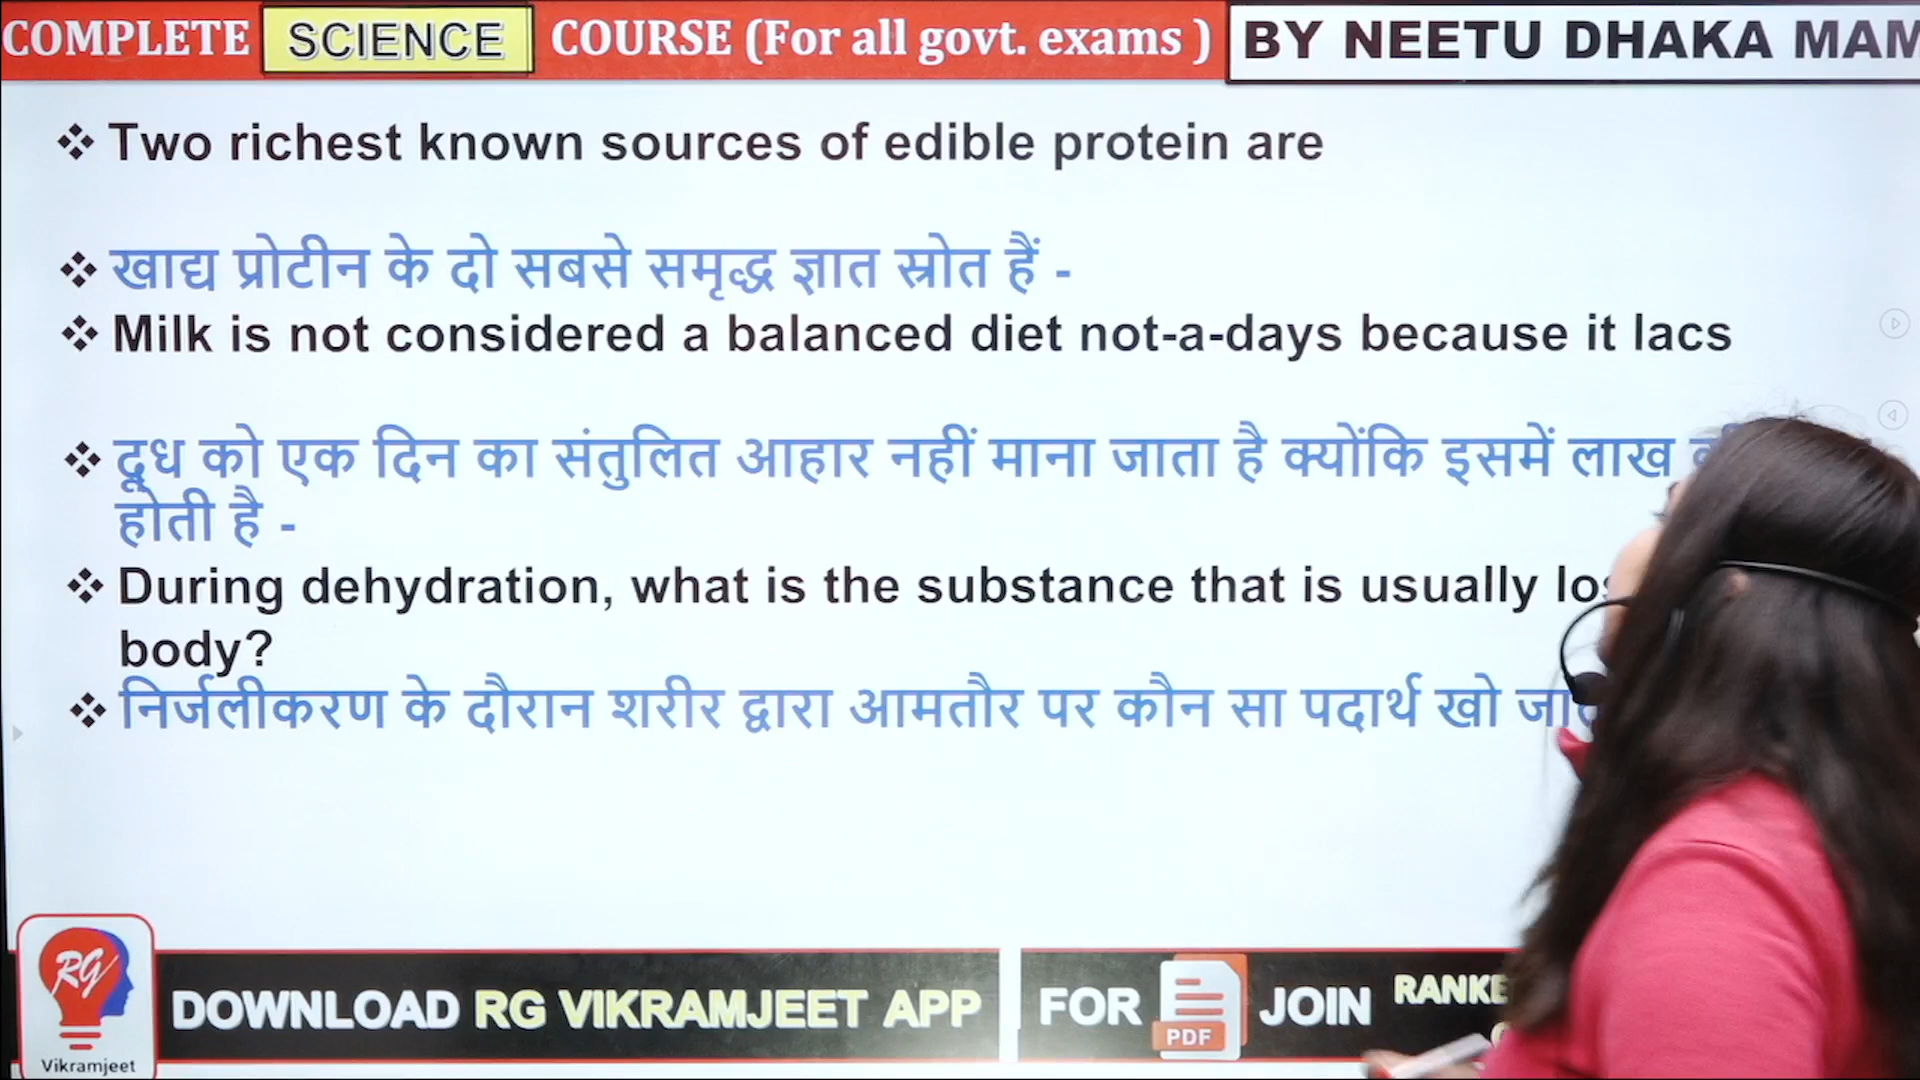 COMPLETE SCIENCE COURSE (For all govt. exams ) BY NEETU DHAKA MAM
❖ Two richest known sources of edible protein are
❖ खाद्य प्रोटीन के दो सबसे समृद्ध ज्ञात स्रोत हैं -
❖ Milk is not considered a balanced diet not-a-days because it lacs
❖ दूध को एक दिन का संतुलित आहार नहीं माना जाता है क्योंकि इसमें लाख
होती है -
❖ During dehydration, what is the substance that is usually
body?
❖ निर्जलीकरण के दौरान शरीर द्वारा आमतौर पर कौन सा पदार्थ खो
RG
Vikramjeet
DOWNLOAD RG VIKRAMJEET APP
FOR PDF JOIN